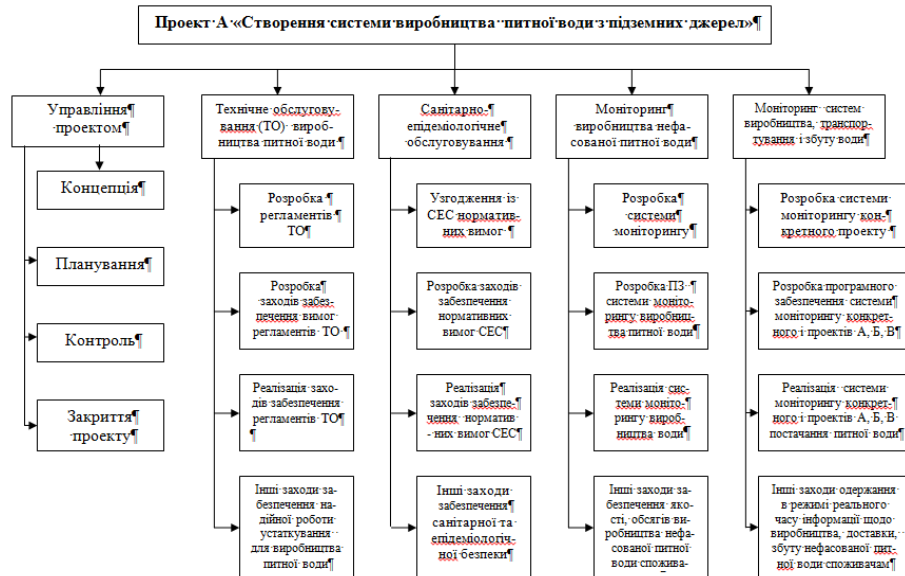 Проект А «Створення системи виробництва питної води з підземних джерел»¶
Управління¶
проектом¶
Концепція¶
Планування¶
Контроль¶
Закриття¶
проекту¶
Технічне обслугову-
вання (ТО) вироб-
ництва питної води¶
Розробка¶
регламентів¶
ТО¶
Розробка¶
заходів забез-
печення вимог
регламентів ТО¶
Реалізація захо-
дів забезпечення
регламентів ТО¶
¶
Інші заходи за-
безпечення на-
дійної роботи
устаткування
для виробництва
питної води¶
Санітарно-¶
епідеміологічне
обслуговування¶
Узгодження із
СЕС норматив-
них вимог¶
Розробка заходів
забезпечення
нормативних
вимог СЕС¶
Реалізація¶
заходів забезпе-¶
чення норматив
- них вимог СЕС¶
Інші заходи
забезпечення
санітарної та
епідеміологіч-
ної безпеки¶
Моніторинг¶
виробництва нефа-
сованої питної води¶
Розробка¶
системи¶
моніторингу¶
Розробка ПЗ
системи моніто-
рингу виробниц-
тва питної води¶
Реалізація сис-
теми моніто-¶
рингу вироб-
ництва води¶
Інші заходи за-
безпечення яко-
сті, обсягів ви-
робництва нефа-
сованої питної
води спожива-
Моніторинг систем
виробництва, транспор-
тування і збуту води¶
Розробка системи
моніторингу кон-
кретного проекту¶
Розробка програмного
забезпечення системи
моніторингу конкрет-
ного і проектів А, Б, В¶
Реалізація системи
моніторингу конкрет-
ного і проектів А, Б, В
постачання питної води¶
Інші заходи одержання
в режимі реального
часу інформації щодо
виробництва, доставки,
збуту нефасованої пит-
ної води споживачам¶